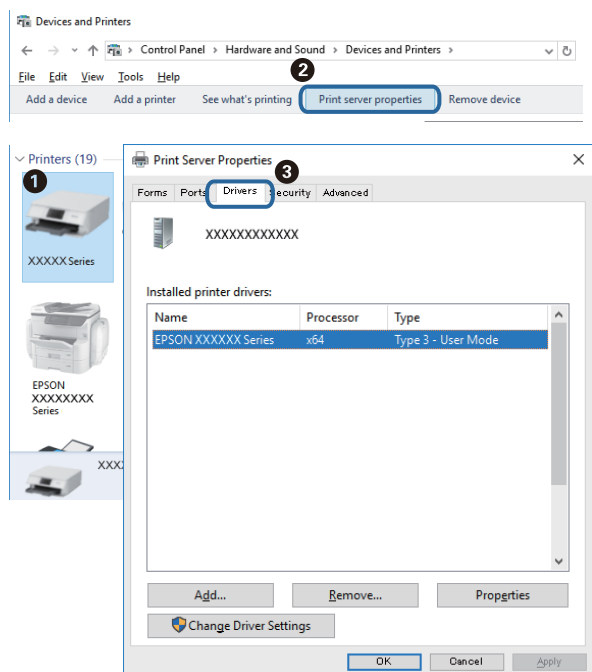 Devices and Printers
Control Panel > Hardware and Sound > Devices and Printers >
2
File Edit View Tools Help
Add a device Add a printer See what's printing Print server properties Remove device
Printers (19)
1
XXXXX Series
EPSON
XXXXXXXX
Series
XXX
Print Server Properties
3
Forms Ports Drivers Security Advanced
XXXXXXXXXXXX
Installed printer drivers:
Name Processor Type
EPSON XXXXXX Series x64 Type 3 - User Mode
Add... Remove... Properties
Change Driver Settings
OK Cancel Apply